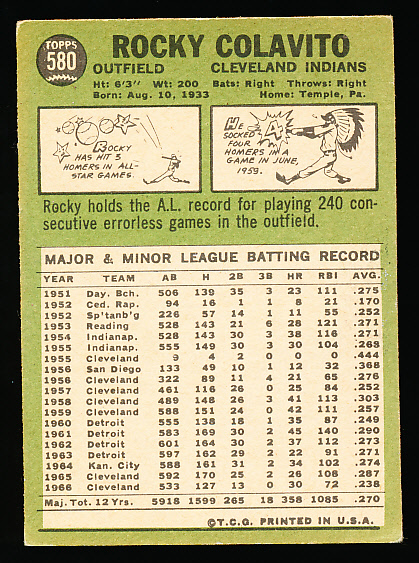 TOPPS
580
ROCKY COLAVITO
OUTFIELD CLEVELAND INDIANS
Ht: 6'3" Wt: 200 Bats: Right Throws: Right
Born: Aug. 10, 1933 Home: Temple, Pa.
ROCKY
HAS HIT 3
HOMERS IN ALL-
STAR GAMES.
HE
SOCKED 4
FOUR
HOMERS IN A
GAME IN JUNE,
1959.
Rocky holds the A.L. record for playing 240 con-
secutive errorless games in the outfield.
MAJOR & MINOR LEAGUE BATTING RECORD
YEAR TEAM AB H 2B 3B HR RBI AVG.
1951 Day. Bch. 506 139 35 3 23 111 .275
1952 Ced. Rap. 94 16 1 1 8 21 .170
1952 Sp'tanb'g 226 57 14 1 11 55 .252
1953 Reading 528 143 21 6 28 121 .271
1954 Indianap. 528 143 30 3 38 116 .271
1955 Indianap. 555 149 30 3 30 104 .268
1955 Cleveland 9 4 2 0 0 0 .444
1956 San Diego 133 49 10 1 12 32 .368
1956 Cleveland 322 89 11 4 21 65 .276
1957 Cleveland 461 116 26 0 25 84 .252
1958 Cleveland 489 148 26 3 41 113 .303
1959 Cleveland 588 151 24 0 42 111 .257
1960 Detroit 555 138 18 1 35 87 .249
1961 Detroit 583 169 30 2 45 140 .290
1962 Detroit 601 164 30 2 37 112 .273
1963 Detroit 597 162 29 2 22 91 .271
1964 Kan. City 588 161 31 2 34 102 .274
1965 Cleveland 592 170 25 2 26 108 .287
1966 Cleveland 533 127 13 0 30 72 .238
Maj. Tot. 12 Yrs. 5918 1599 265 18 358 1085 .270
©T.C.G. PRINTED IN U.S.A.